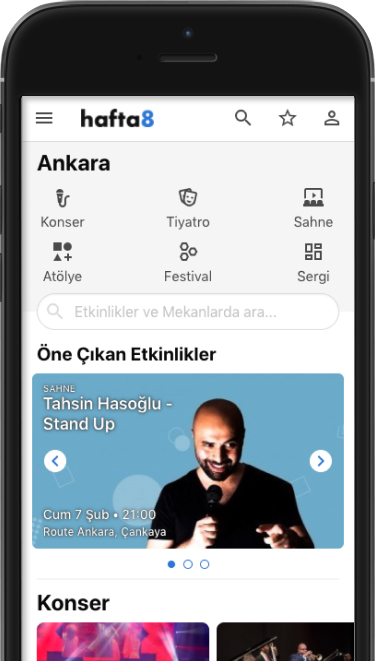 hafta8
Ankara
Konser
Tiyatro
Sahne
Atölye
Festival
Sergi
Etkinlikler ve Mekanlarda ara...
Öne Çıkan Etkinlikler
SAHNE
Tahsin Hasoğlu -
Stand Up
Cum 7 Şub • 21:00
Route Ankara, Çankaya
Konser